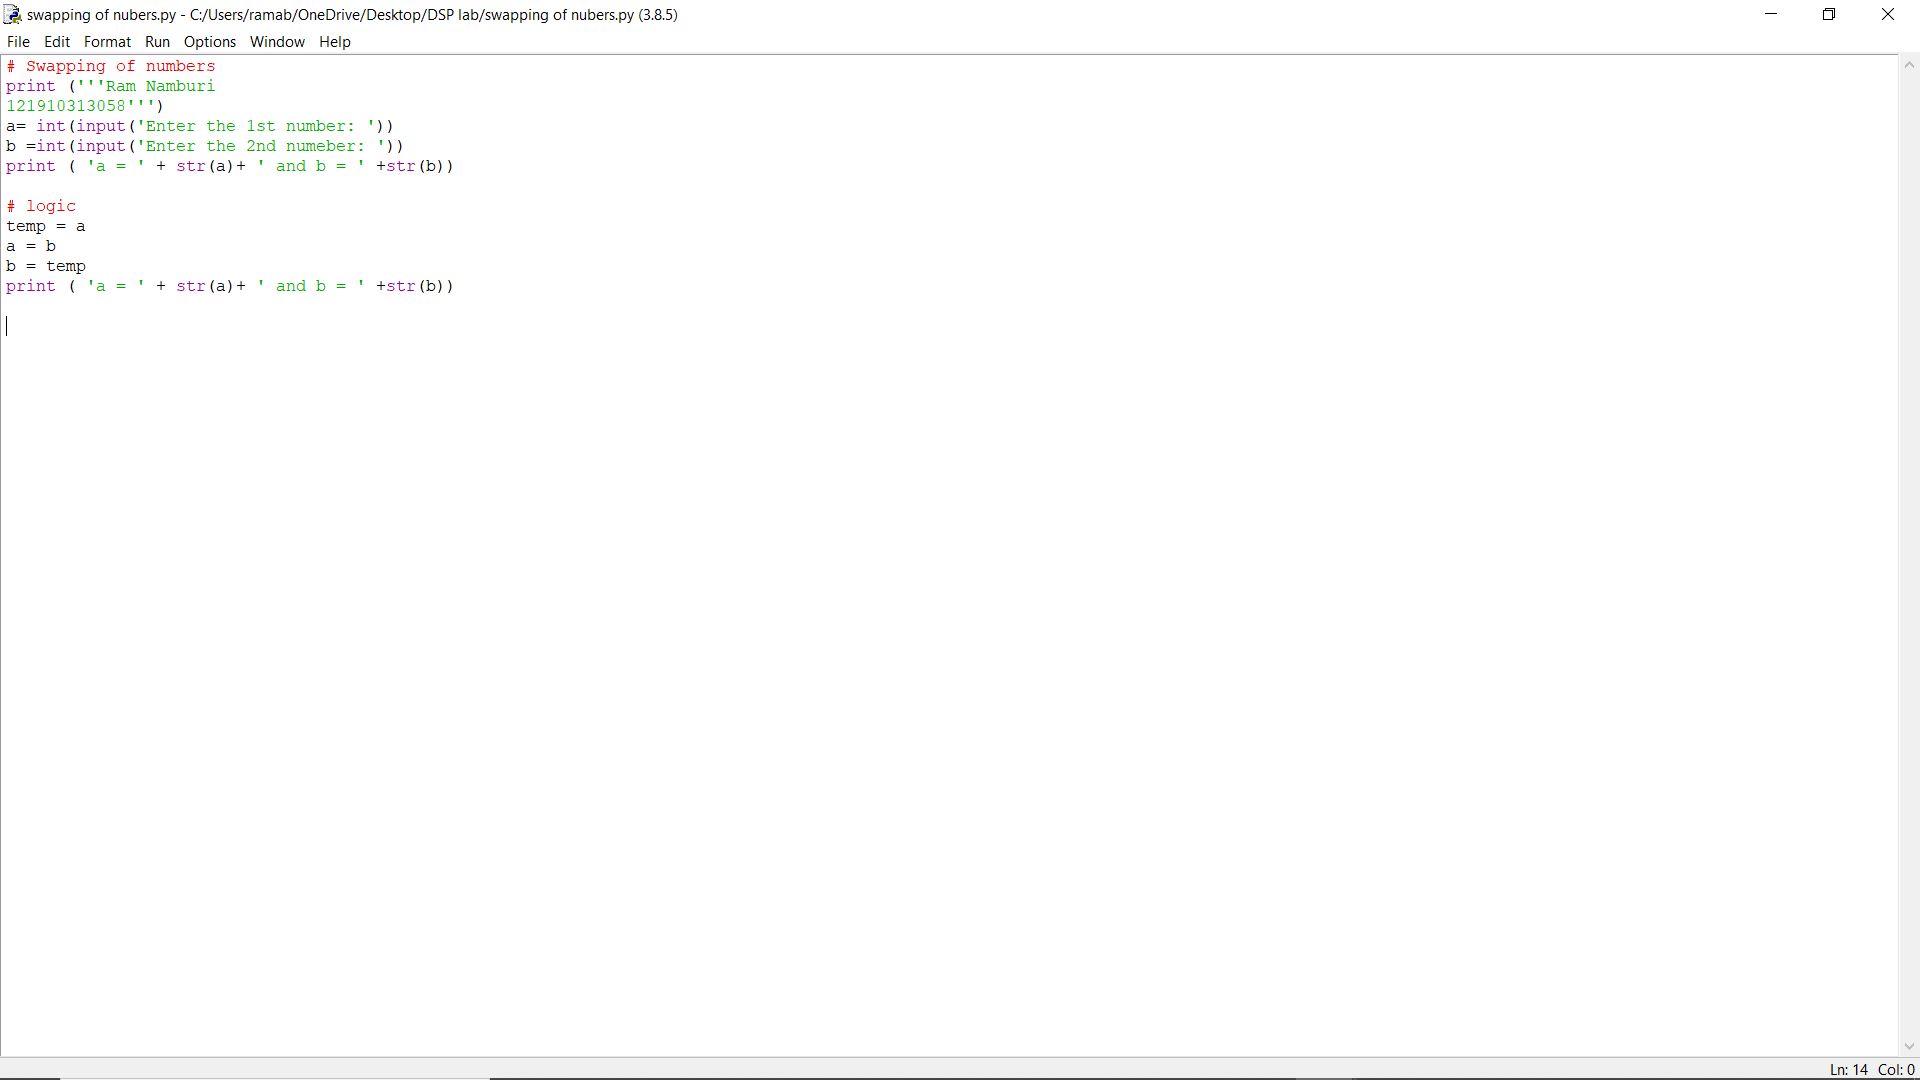 swapping of nubers.py - C:/Users/ramab/OneDrive/Desktop/DSP lab/swapping of nubers.py (3.8.5)
File Edit Format Run Options Window Help
# Swapping of numbers
print ('''Ram Namburi
121910313058''')
a= int(input('Enter the 1st number: '))
b =int(input('Enter the 2nd numeber: '))
print ( 'a = ' + str(a)+ ' and b = ' +str(b))
# logic
temp = a
a = b
b = temp
print ( 'a = ' + str(a)+ ' and b = ' +str(b))
Ln: 14 Col: 0